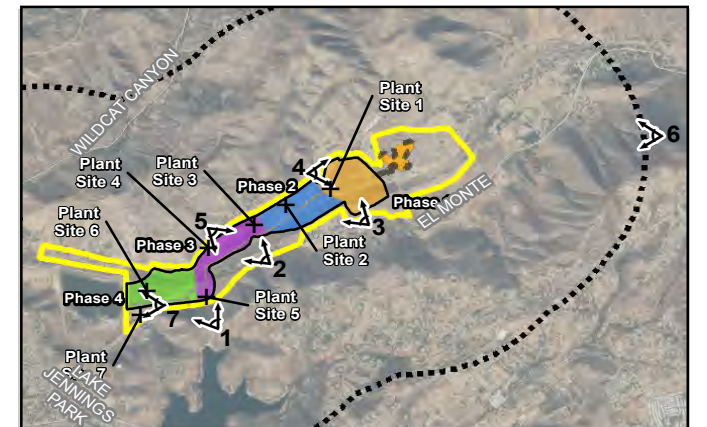 WILDCAT CANYON
Plant
Site 1
6
Plant
Site 3
4
Plant
Site 4
Phase 2
Phase
EL MONTE
Plant
Site 6
5
3
Phase 3
Plant
Site 2
2
Phase 4
Plant
Site 5
7
1
Plant
Site 7
LAKE
JENNINGS
PARK